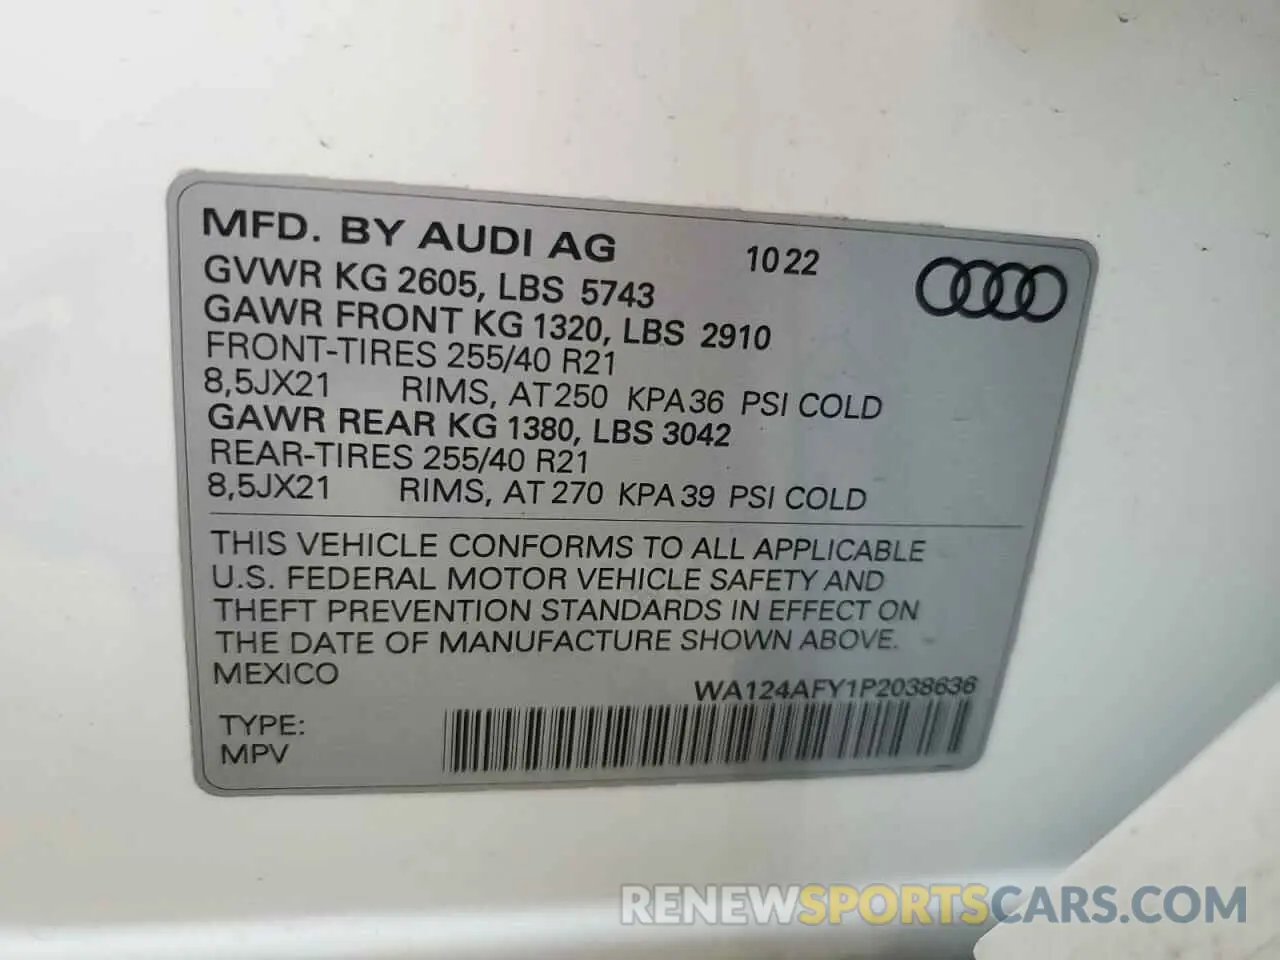 MFD. BY AUDI AG 10 22
GVWR KG 2605, LBS 5743
GAWR FRONT KG 1320, LBS 2910
FRONT-TIRES 255/40 R21
8,5JX21 RIMS, AT 250 KPA 36 PSI COLD
GAWR REAR KG 1380, LBS 3042
REAR-TIRES 255/40 R21
8,5JX21 RIMS, AT 270 KPA 39 PSI COLD
THIS VEHICLE CONFORMS TO ALL APPLICABLE
U.S. FEDERAL MOTOR VEHICLE SAFETY AND
THEFT PREVENTION STANDARDS IN EFFECT ON
THE DATE OF MANUFACTURE SHOWN ABOVE.
MEXICO
WA124AFY1P2038636
TYPE:
MPV
RENEWSPORTSCARS.COM